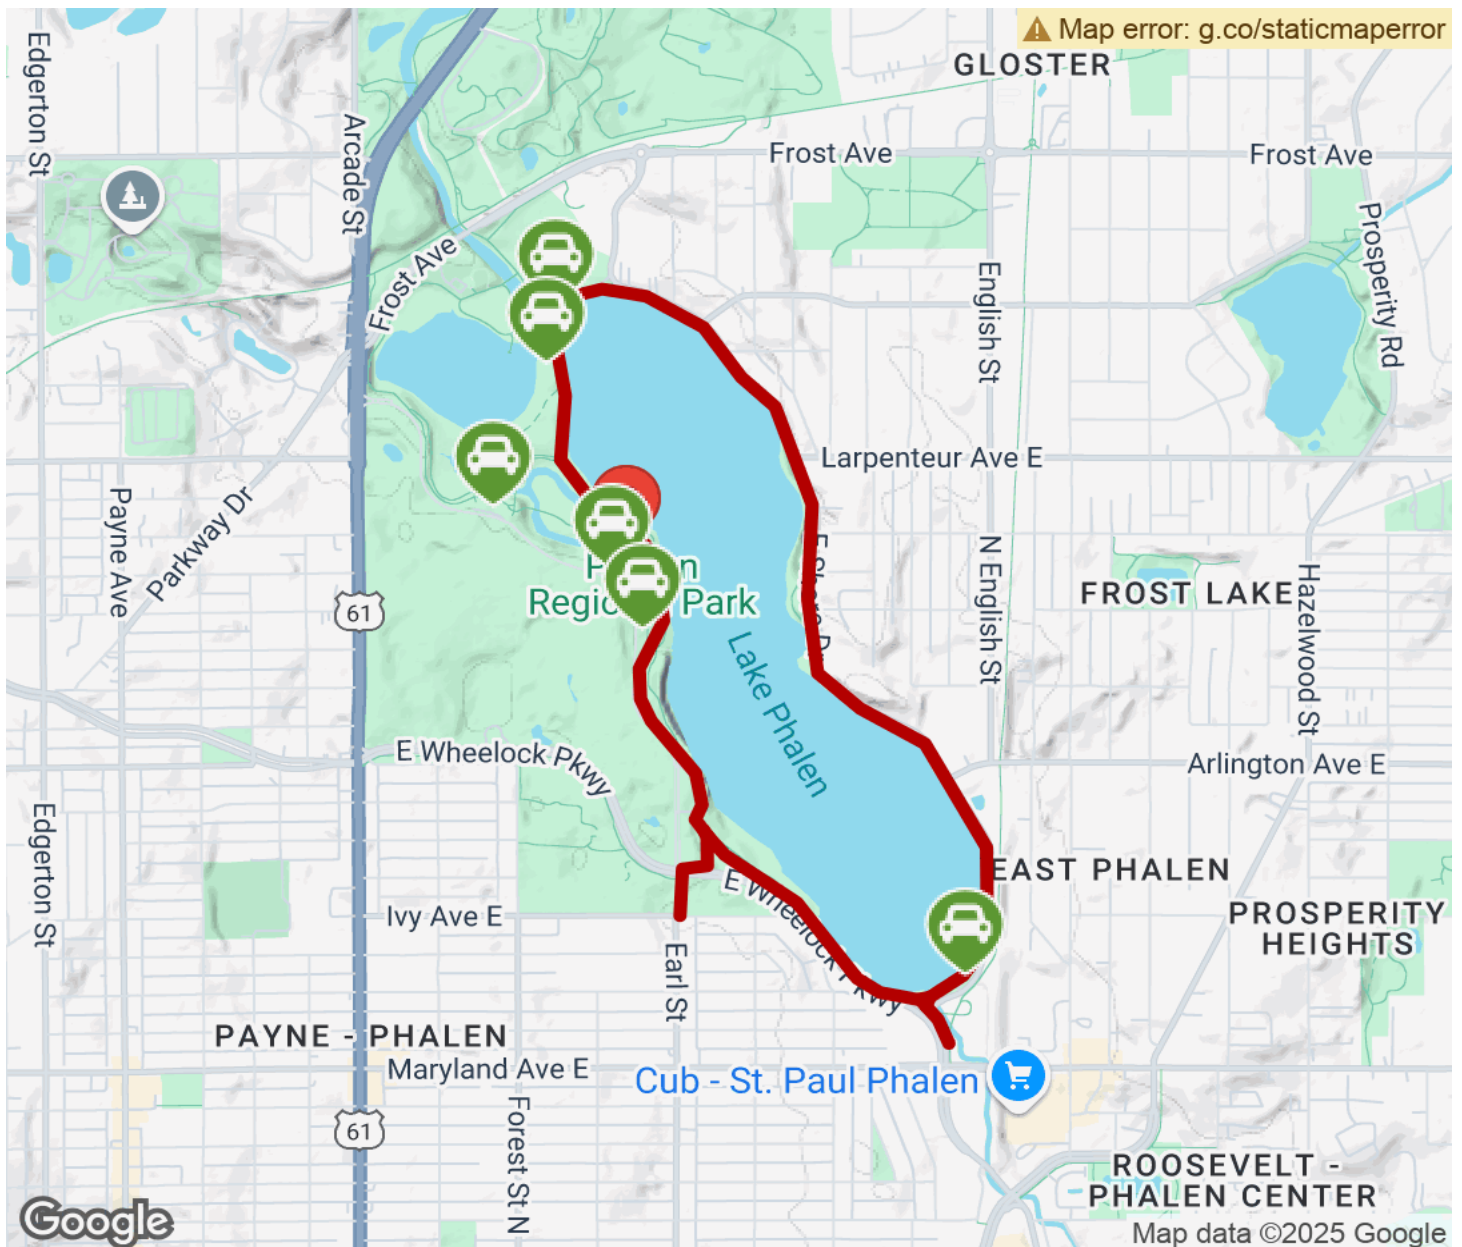 Map error: g.co/staticmaperror
GLOSTER
Edgerton St
Arcade St
Frost Ave
Frost Ave
Prosperity Rd
Frost Ave
English St
Larpenteur Ave E
Payne Ave
Parkway Dr
N English St
Regional Park
FROST LAKE
Hazelwood St
61
Lake Phalen
E Wheelock Pkwy
Arlington Ave E
Edgerton St
EAST PHALEN
E Wheelock Pkwy
Ivy Ave E
PROSPERITY
HEIGHTS
Earl St
PAYNE - PHALEN
Maryland Ave E
Cub - St. Paul Phalen
61
Forest St N
ROOSEVELT -
PHALEN CENTER
Google
Map data ©2025 Google